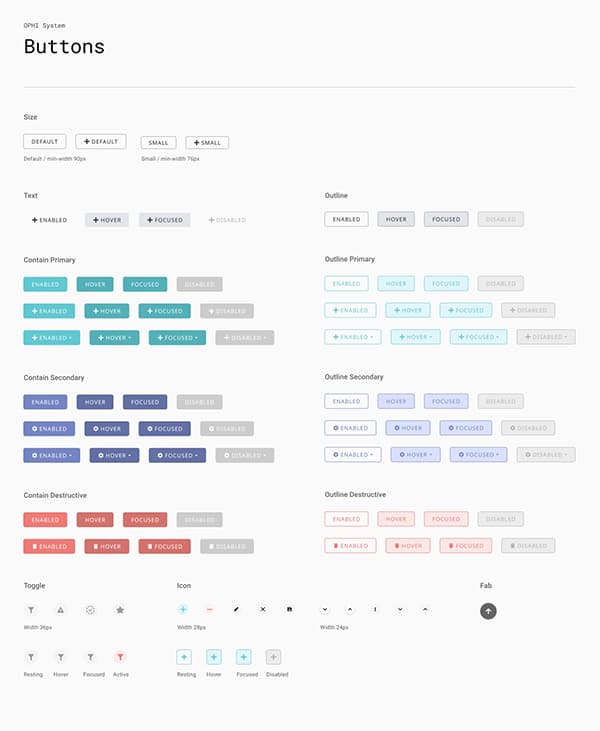 OPHI System
Buttons
Size
DEFAULT DEFAULT SMALL SMALL
Default / min-width 90px Small / min-width 76px
Text Outline
ENABLED HOVER FOCUSED DISABLED ENABLED HOVER FOCUSED DISABLED
Contain Primary Outline Primary
ENABLED HOVER FOCUSED DISABLED ENABLED HOVER FOCUSED DISABLED
ENABLED HOVER FOCUSED DISABLED ENABLED HOVER FOCUSED DISABLED
ENABLED HOVER FOCUSED DISABLED ENABLED HOVER FOCUSED DISABLED
Contain Secondary Outline Secondary
ENABLED HOVER FOCUSED DISABLED ENABLED HOVER FOCUSED DISABLED
ENABLED HOVER FOCUSED DISABLED ENABLED HOVER FOCUSED DISABLED
ENABLED HOVER FOCUSED DISABLED ENABLED HOVER FOCUSED DISABLED
Contain Destructive Outline Destructive
ENABLED HOVER FOCUSED DISABLED ENABLED HOVER FOCUSED DISABLED
ENABLED HOVER FOCUSED DISABLED ENABLED HOVER FOCUSED DISABLED
Toggle Icon Fab
Width 36px Width 28px Width 24px
Resting Hover Focused Active Resting Hover Focused Disabled